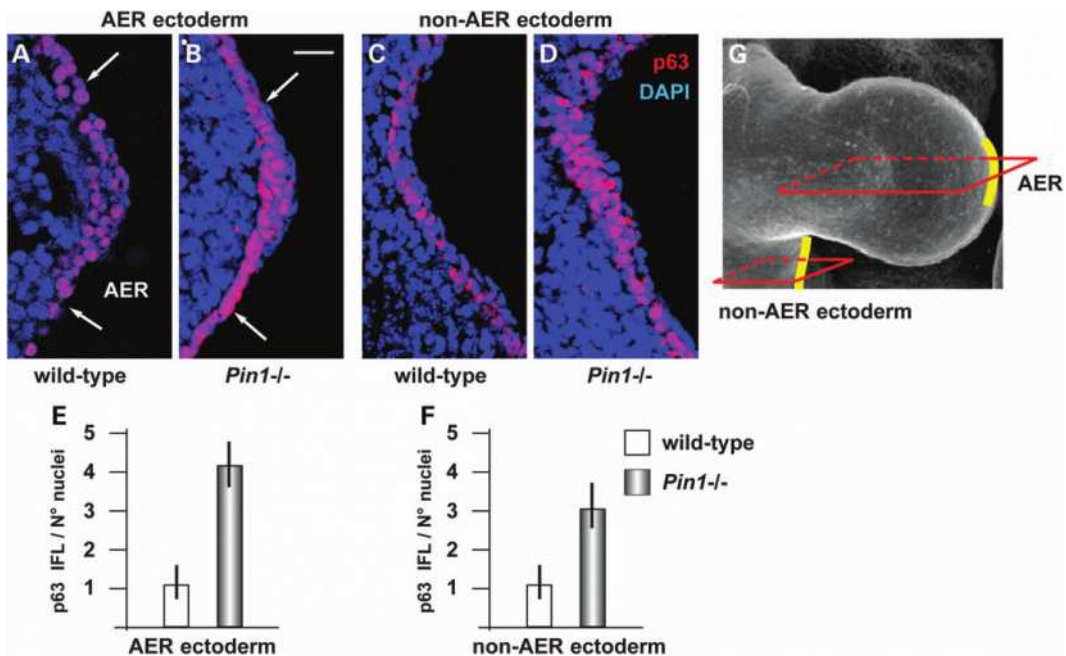 AER ectoderm
non-AER ectoderm
A
B
C
D
p63
DAPI
G
AER
AER
non-AER ectoderm
wild-type
Pin1-/-
wild-type
Pin1-/-
E
5
4
3
2
1
p63 IFL / N° nuclei
AER ectoderm
F
5
4
3
2
1
p63 IFL / N° nuclei
non-AER ectoderm
wild-type
Pin1-/-